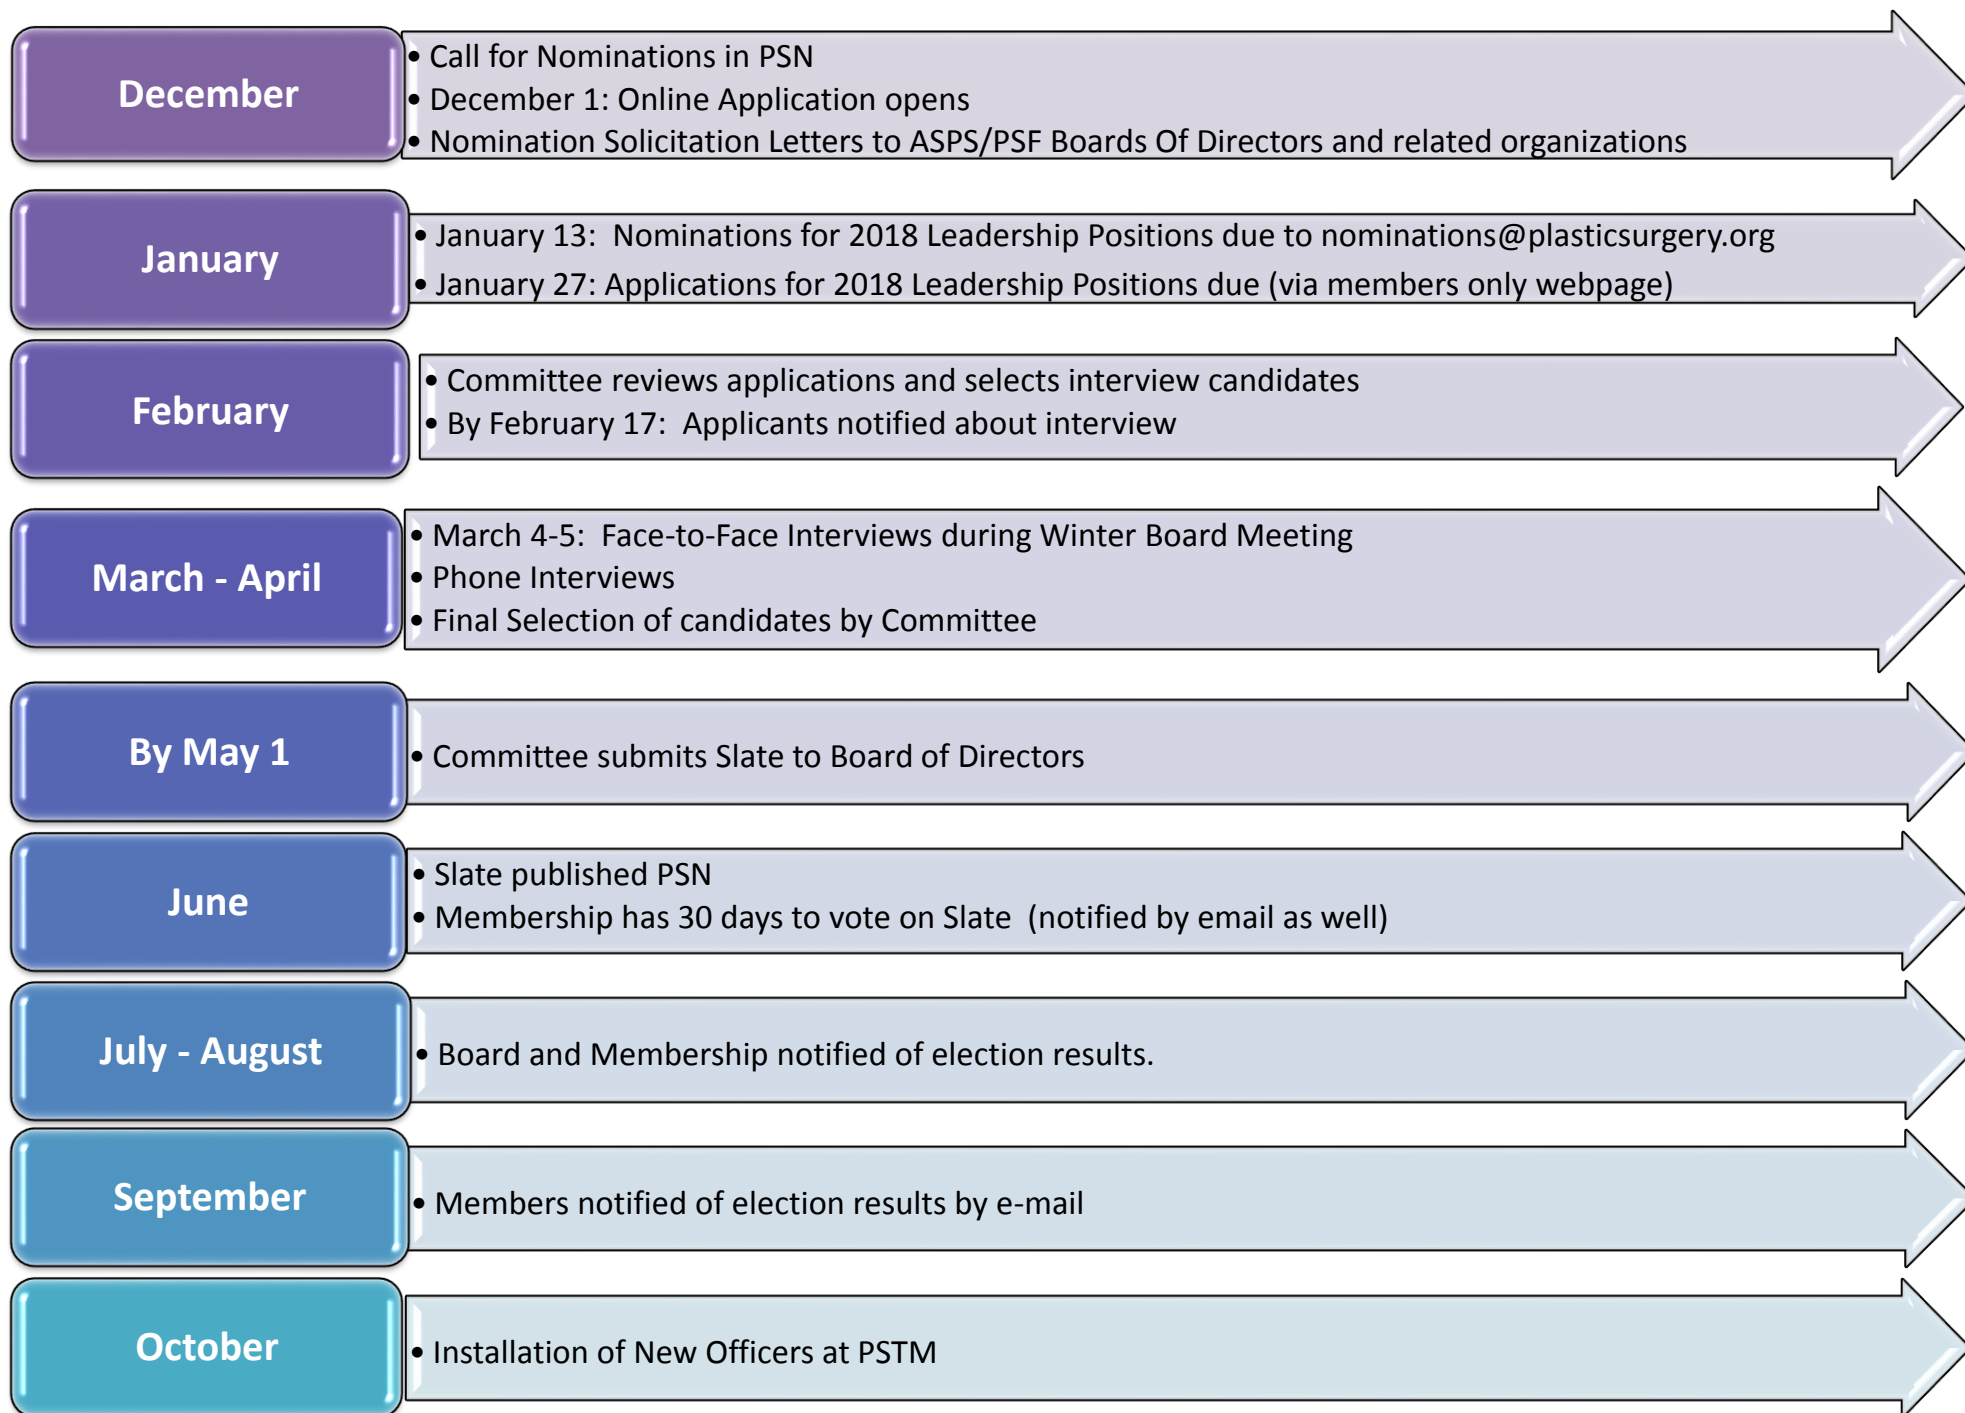 December
• Call for Nominations in PSN
• December 1: Online Application opens
• Nomination Solicitation Letters to ASPS/PSF Boards Of Directors and related organizations
January
• January 13:  Nominations for 2018 Leadership Positions due to nominations@plasticsurgery.org
• January 27: Applications for 2018 Leadership Positions due (via members only webpage)
February
• Committee reviews applications and selects interview candidates
• By February 17:  Applicants notified about interview
March - April
• March 4-5:  Face-to-Face Interviews during Winter Board Meeting
• Phone Interviews
• Final Selection of candidates by Committee
By May 1
• Committee submits Slate to Board of Directors
June
• Slate published PSN
• Membership has 30 days to vote on Slate  (notified by email as well)
July - August
• Board and Membership notified of election results.
September
• Members notified of election results by e-mail
October
• Installation of New Officers at PSTM